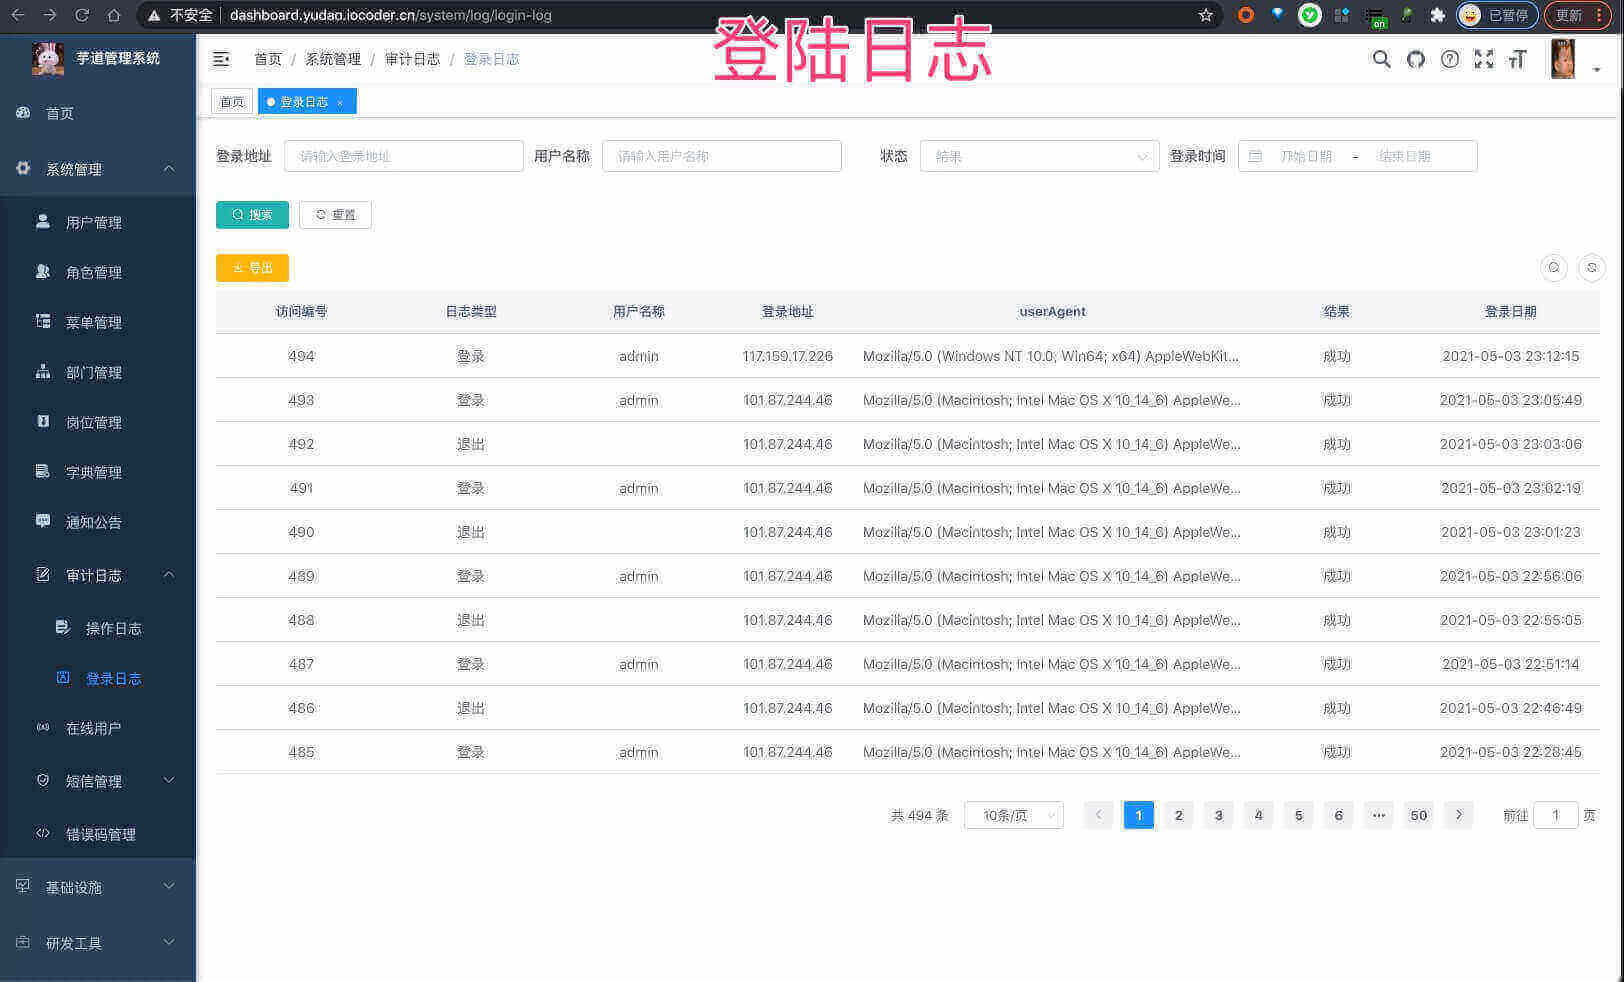 不安全 dashboard.yudao.iocoder.cn/system/log/login-log
on
已暂停
更新
登陆日志
芋道管理系统
首页 / 系统管理 / 审计日志 / 登录日志
首页
登录日志 ×
首页
系统管理
用户管理
角色管理
菜单管理
部门管理
岗位管理
字典管理
通知公告
审计日志
操作日志
登录日志
在线用户
短信管理
错误码管理
基础设施
研发工具
登录地址 请输入登录地址 用户名称 请输入用户名称 状态 结果 登录时间 开始日期 - 结束日期
搜索 重置
导出
访问编号 日志类型 用户名称 登录地址 userAgent 结果 登录日期
494 登录 admin 117.159.17.226 Mozilla/5.0 (Windows NT 10.0; Win64; x64) AppleWebKit... 成功 2021-05-03 23:12:15
493 登录 admin 101.87.244.46 Mozilla/5.0 (Macintosh; Intel Mac OS X 10_14_6) AppleWe... 成功 2021-05-03 23:05:49
492 退出 101.87.244.46 Mozilla/5.0 (Macintosh; Intel Mac OS X 10_14_6) AppleWe... 成功 2021-05-03 23:03:06
491 登录 admin 101.87.244.46 Mozilla/5.0 (Macintosh; Intel Mac OS X 10_14_6) AppleWe... 成功 2021-05-03 23:02:19
490 退出 101.87.244.46 Mozilla/5.0 (Macintosh; Intel Mac OS X 10_14_6) AppleWe... 成功 2021-05-03 23:01:23
489 登录 admin 101.87.244.46 Mozilla/5.0 (Macintosh; Intel Mac OS X 10_14_6) AppleWe... 成功 2021-05-03 22:56:06
488 退出 101.87.244.46 Mozilla/5.0 (Macintosh; Intel Mac OS X 10_14_6) AppleWe... 成功 2021-05-03 22:55:05
487 登录 admin 101.87.244.46 Mozilla/5.0 (Macintosh; Intel Mac OS X 10_14_6) AppleWe... 成功 2021-05-03 22:51:14
486 退出 101.87.244.46 Mozilla/5.0 (Macintosh; Intel Mac OS X 10_14_6) AppleWe... 成功 2021-05-03 22:46:49
485 登录 admin 101.87.244.46 Mozilla/5.0 (Macintosh; Intel Mac OS X 10_14_6) AppleWe... 成功 2021-05-03 22:28:45
共 494 条 10条/页 < 1 2 3 4 5 6 ··· 50 > 前往 1 页